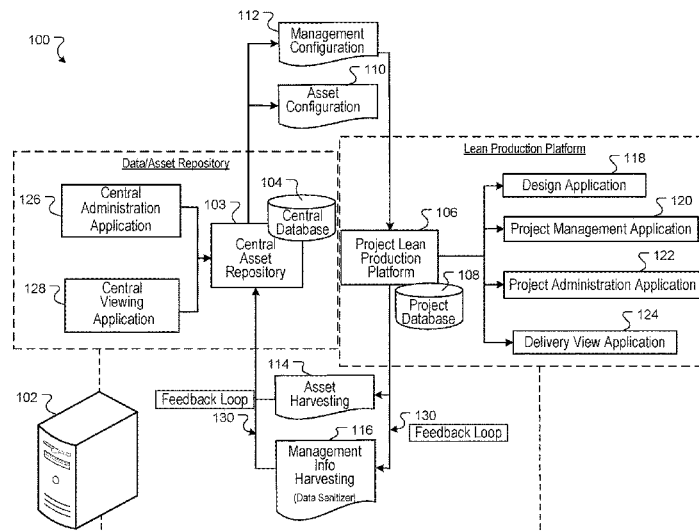 100
112
Management
Configuration
110
Asset
Configuration
Data/Asset Repository
126
Central
Administration
Application
128
Central
Viewing
Application
103
Central
Asset
Repository
104
Central
Database
Lean Production Platform
106
Project Lean
Production
Platform
108
Project
Database
118
Design Application
120
Project Management Application
122
Project Administration Application
124
Delivery View Application
102
114
Asset
Harvesting
Feedback Loop
130
116
Management
Info
Harvesting
(Data Sanitizer)
130
Feedback Loop